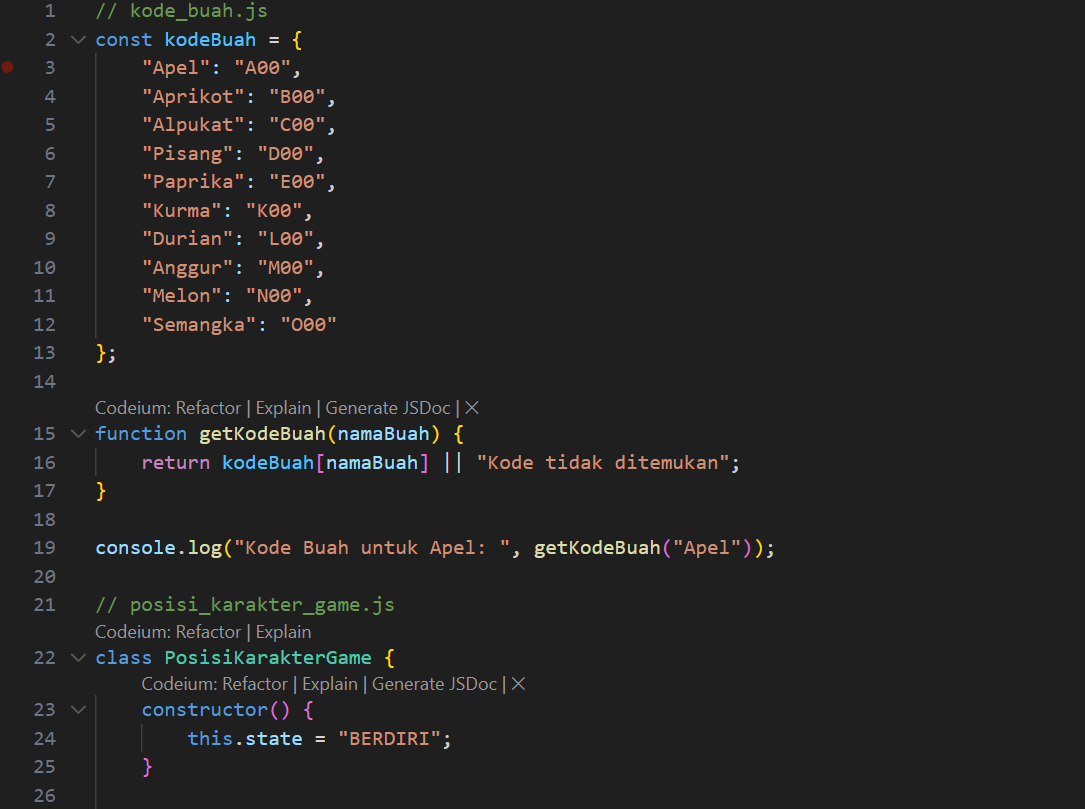 1 // kode_buah.js
2 const kodeBuah = {
3 "Apel": "A00",
4 "Aprikot": "B00",
5 "Alpukat": "C00",
6 "Pisang": "D00",
7 "Paprika": "E00",
8 "Kurma": "K00",
9 "Durian": "L00",
10 "Anggur": "M00",
11 "Melon": "N00",
12 "Semangka": "O00"
13 };
14
Codeium: Refactor | Explain | Generate JSDoc | ✕
15 function getKodeBuah(namaBuah) {
16 return kodeBuah[namaBuah] || "Kode tidak ditemukan";
17 }
18
19 console.log("Kode Buah untuk Apel: ", getKodeBuah("Apel"));
20
21 // posisi_karakter_game.js
Codeium: Refactor | Explain
22 class PosisiKarakterGame {
Codeium: Refactor | Explain | Generate JSDoc | ✕
23 constructor() {
24 this.state = "BERDIRI";
25 }
26